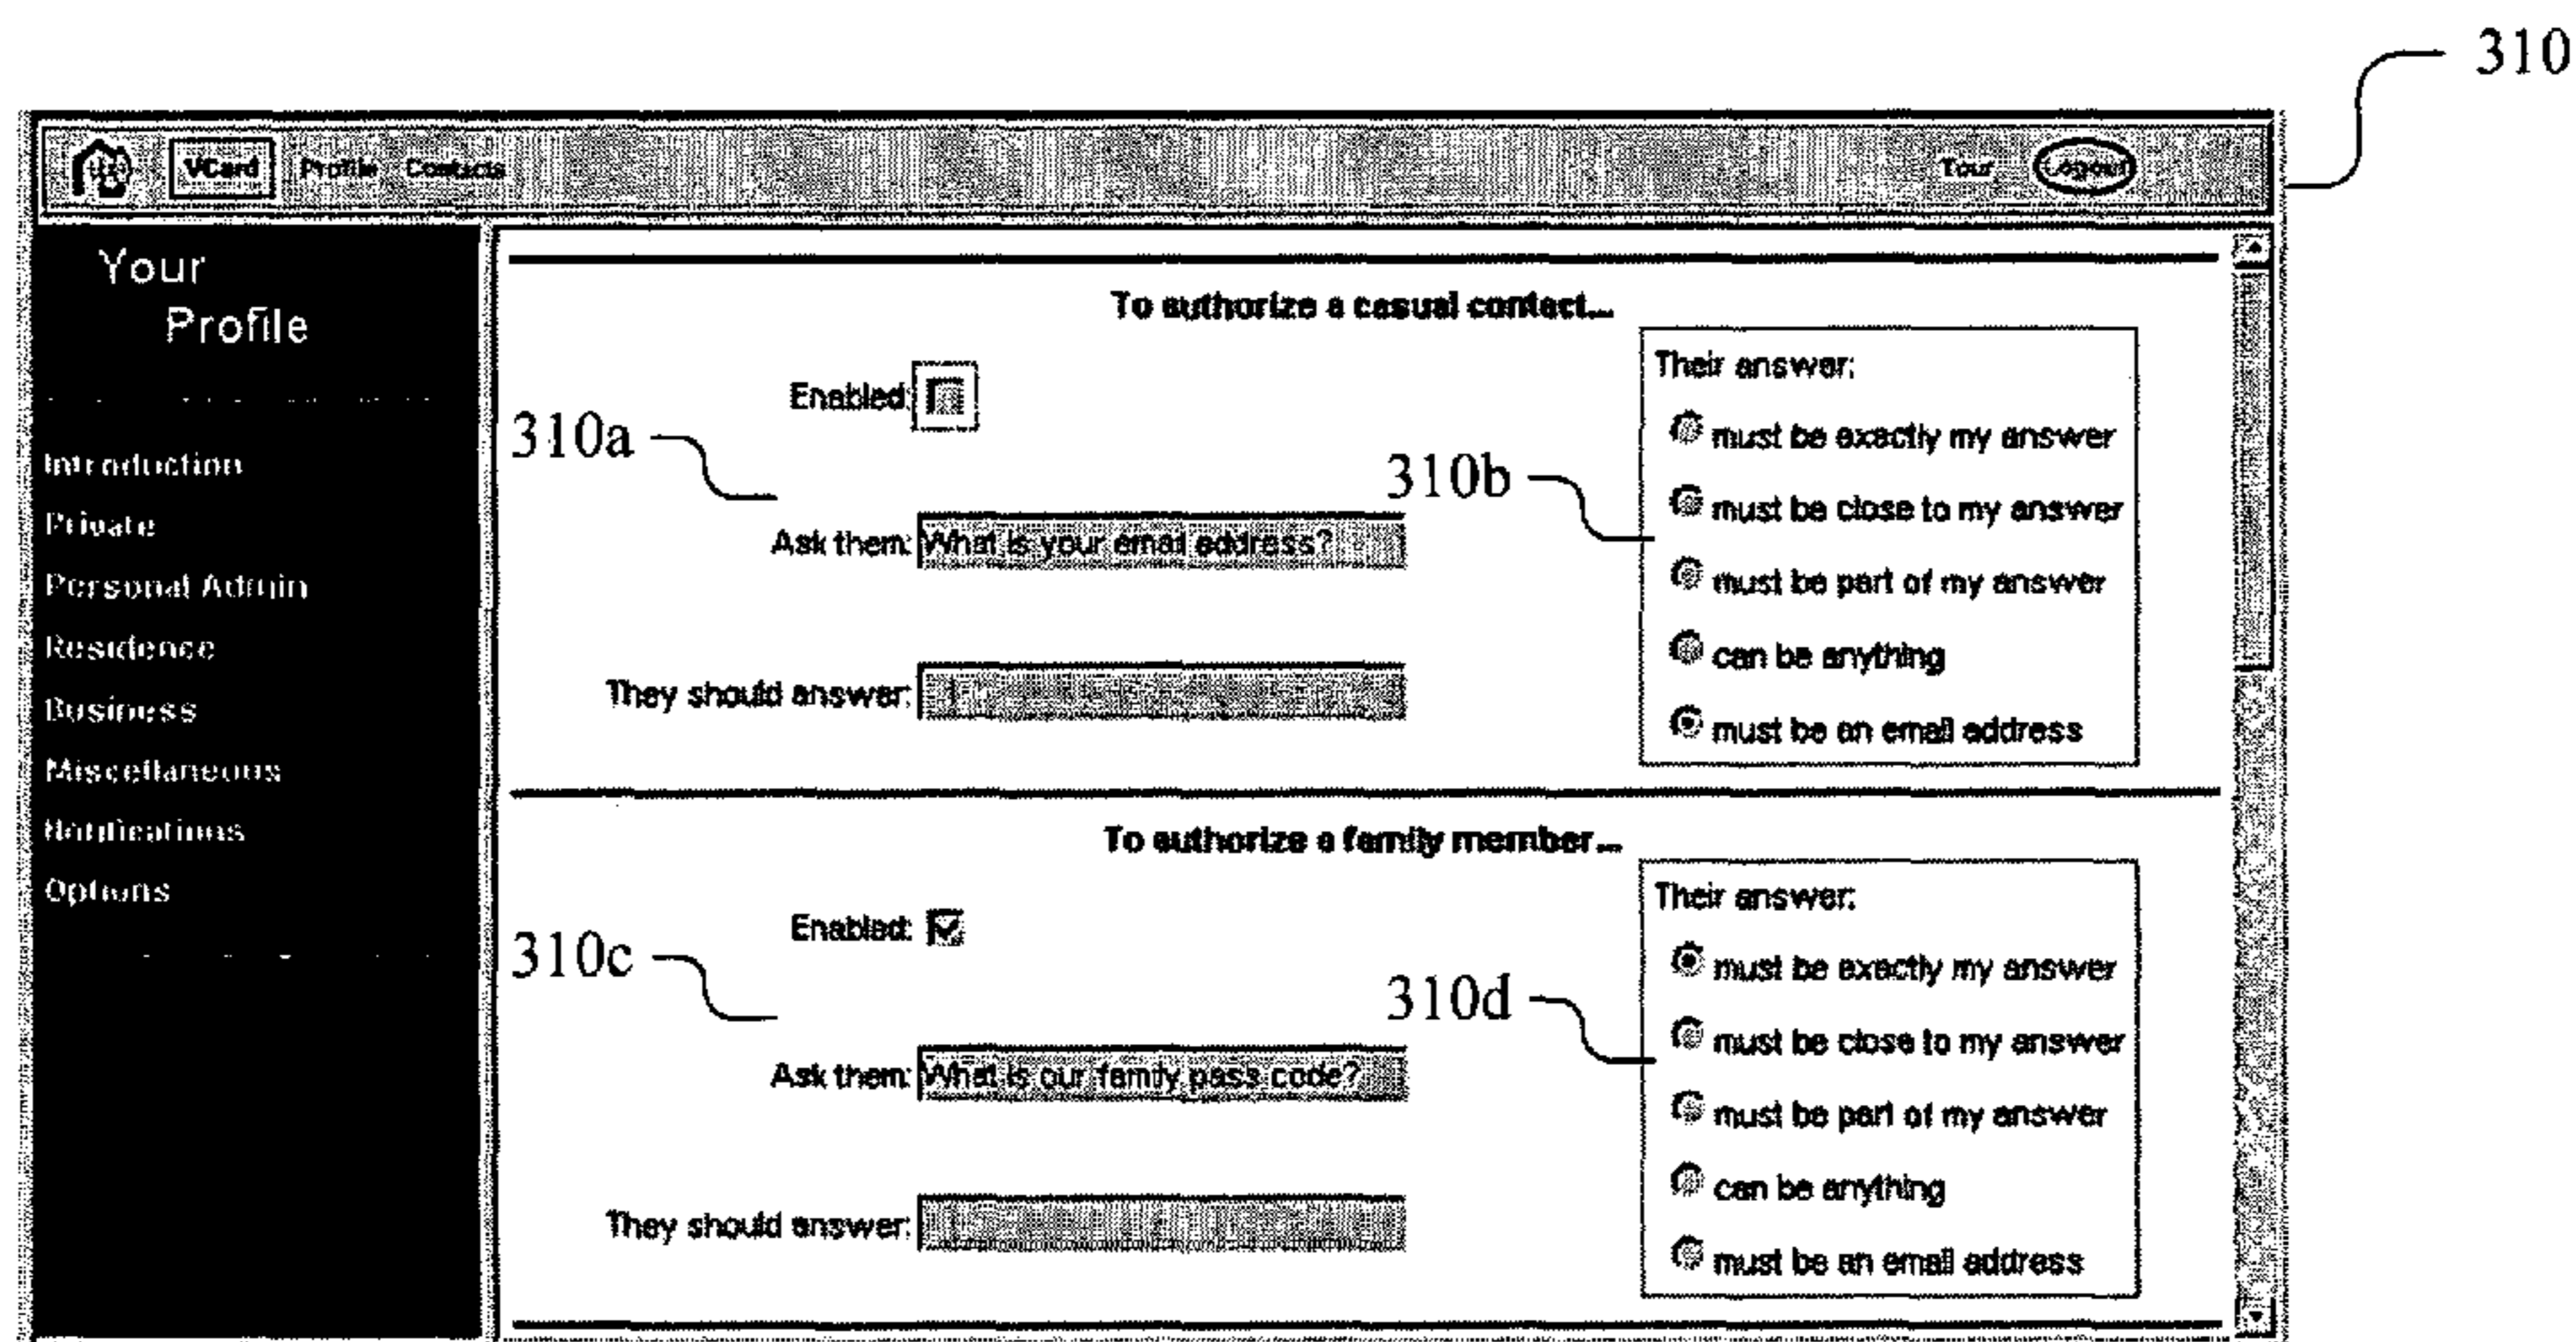 310
VCard Profile Contacts Tour Logout
Your
Profile
Introduction
Private
Personal Admin
Residence
Business
Miscellaneous
Notifications
Options
To authorize a casual contact...
Enabled:
310a
Ask them: What is your email address?
They should answer:
310b
Their answer:
must be exactly my answer
must be close to my answer
must be part of my answer
can be anything
must be an email address
To authorize a family member...
Enabled:
310c
Ask them: What is our family pass code?
They should answer:
310d
Their answer:
must be exactly my answer
must be close to my answer
must be part of my answer
can be anything
must be an email address